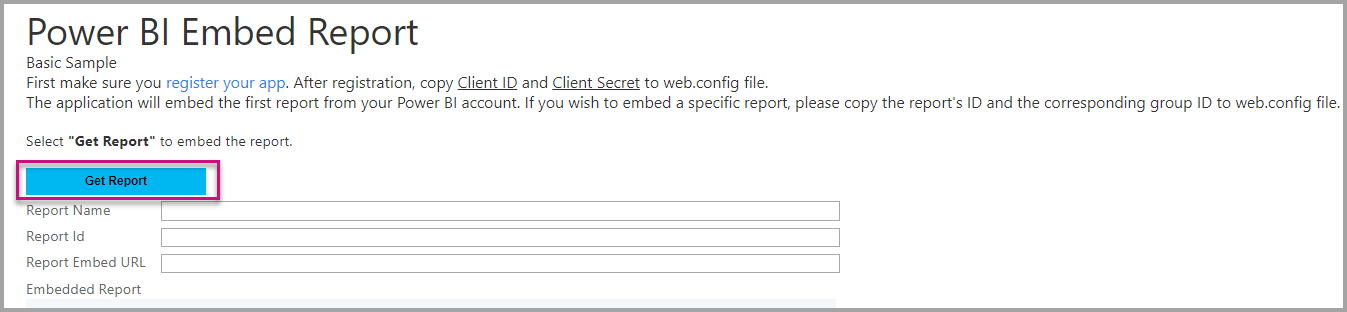 Power BI Embed Report
Basic Sample
First make sure you register your app. After registration, copy Client ID and Client Secret to web.config file.
The application will embed the first report from your Power BI account. If you wish to embed a specific report, please copy the report's ID and the corresponding group ID to web.config file.
Select "Get Report" to embed the report.
Get Report
Report Name
Report Id
Report Embed URL
Embedded Report